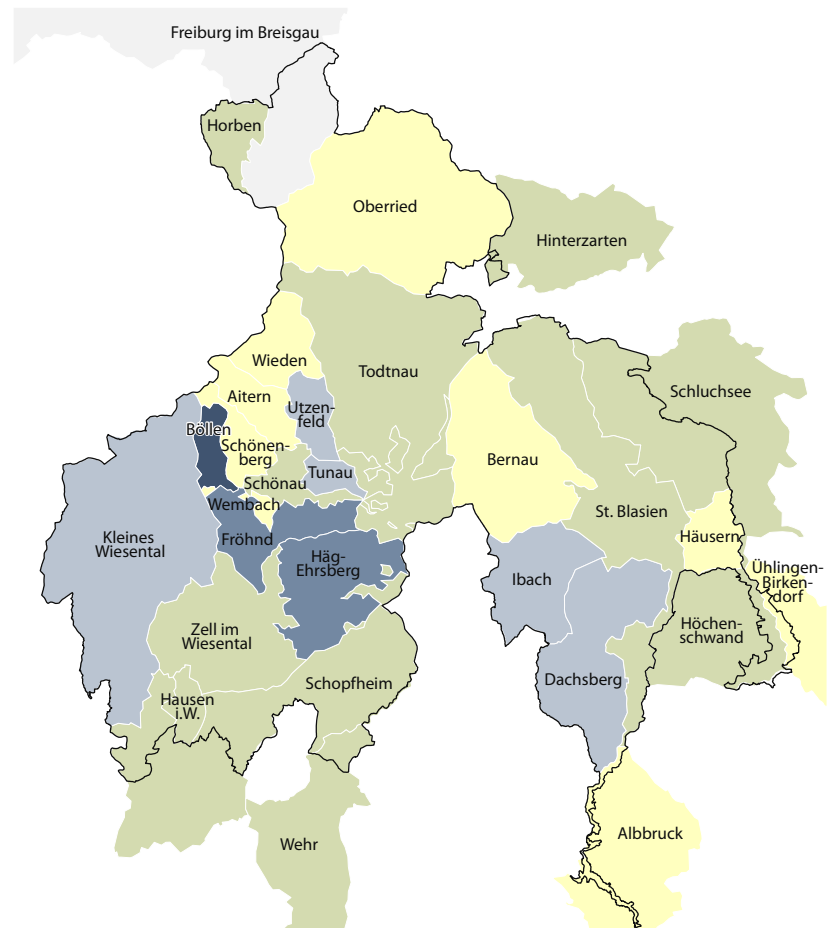 Freiburg im Breisgau
Horben
Oberried
Hinterzarten
Wieden
Todtnau
Schluchsee
Aitern
Utzen-
feld
Böllen
Schönen-
berg
Bernau
Tunau
Schönau
Wembach
St. Blasien
Kleines
Wiesental
Fröhnd
Häusern
Häg-
Ehrsberg
Ibach
Ühlingen-
Birken-
dorf
Zell im
Wiesental
Höchen-
schwand
Schopfheim
Dachsberg
Hausen
i.W.
Albbruck
Wehr